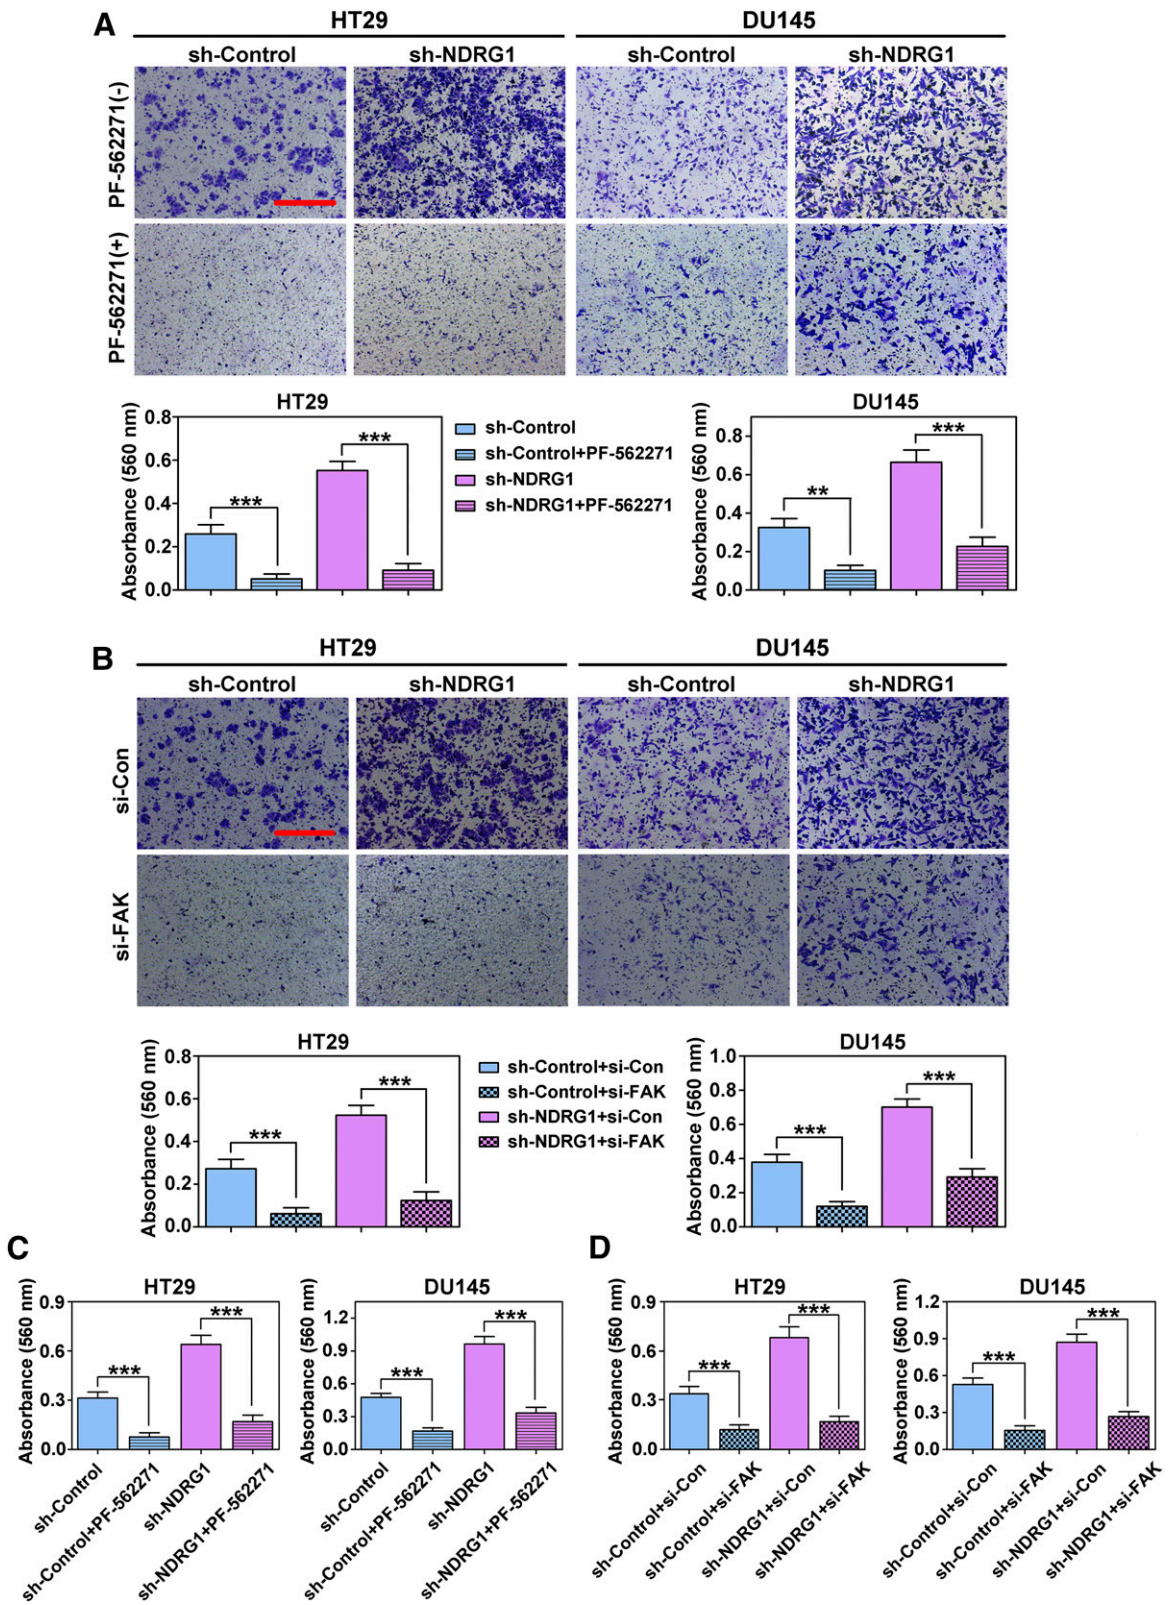 A
HT29
DU145
sh-Control
sh-NDRG1
sh-Control
sh-NDRG1
PF-562271(-)
PF-562271(+)
HT29
Absorbance (560 nm)
0.8
0.6
0.4
0.2
0.0
***
***
sh-Control
sh-Control+PF-562271
sh-NDRG1
sh-NDRG1+PF-562271
DU145
Absorbance (560 nm)
0.8
0.6
0.4
0.2
0.0
**
***
B
HT29
DU145
sh-Control
sh-NDRG1
sh-Control
sh-NDRG1
si-Con
si-FAK
HT29
Absorbance (560 nm)
0.8
0.6
0.4
0.2
0.0
***
***
sh-Control+si-Con
sh-Control+si-FAK
sh-NDRG1+si-Con
sh-NDRG1+si-FAK
DU145
Absorbance (560 nm)
1.0
0.8
0.6
0.4
0.2
0.0
***
***
C
HT29
Absorbance (560 nm)
0.9
0.6
0.3
0.0
***
***
sh-Control
sh-Control+PF-562271
sh-NDRG1
sh-NDRG1+PF-562271
DU145
Absorbance (560 nm)
1.2
0.9
0.6
0.3
0.0
***
***
sh-Control
sh-Control+PF-562271
sh-NDRG1
sh-NDRG1+PF-562271
D
HT29
Absorbance (560 nm)
0.9
0.6
0.3
0.0
***
***
sh-Control+si-Con
sh-Control+si-FAK
sh-NDRG1+si-Con
sh-NDRG1+si-FAK
DU145
Absorbance (560 nm)
1.2
0.9
0.6
0.3
0.0
***
***
sh-Control+si-Con
sh-Control+si-FAK
sh-NDRG1+si-Con
sh-NDRG1+si-FAK